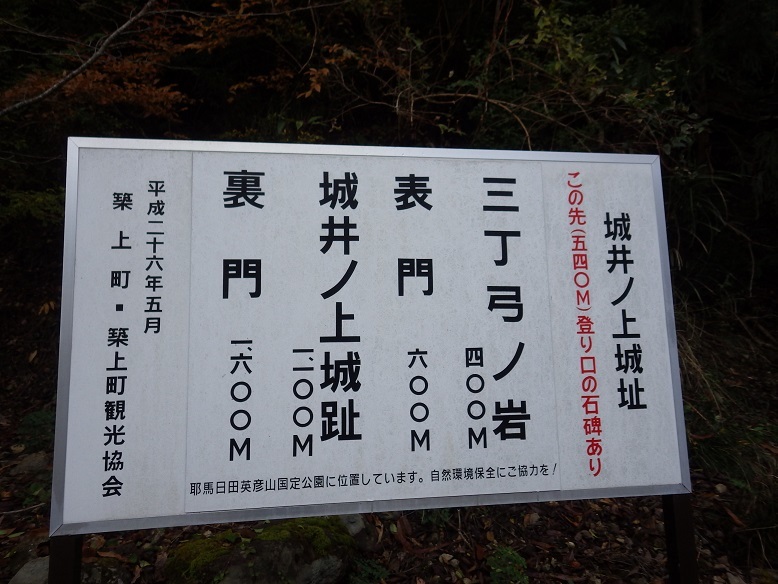 城井ノ上城址
この先(五四〇M)登り口の石碑あり
三丁弓ノ岩
四〇〇M
表門
六〇〇M
城井ノ上城趾
一、一〇〇M
裏門
一、六〇〇M
耶馬日田英彦山国定公園に位置しています。自然環境保全にご協力を!
平成二十六年五月
築上町・築上町観光協会